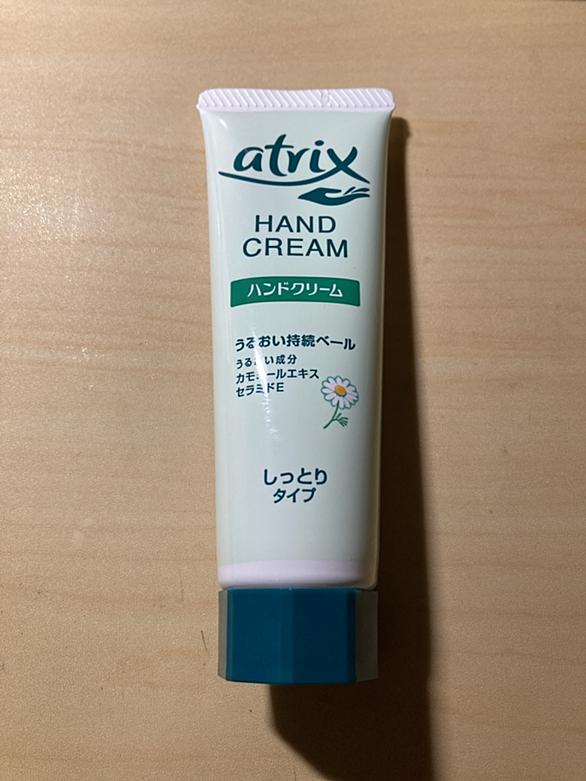 atrix
HAND
CREAM
ハンドクリーム
うるおい持続ベール
うるおい成分
カモミールエキス
セラミドE
しっとり
タイプ